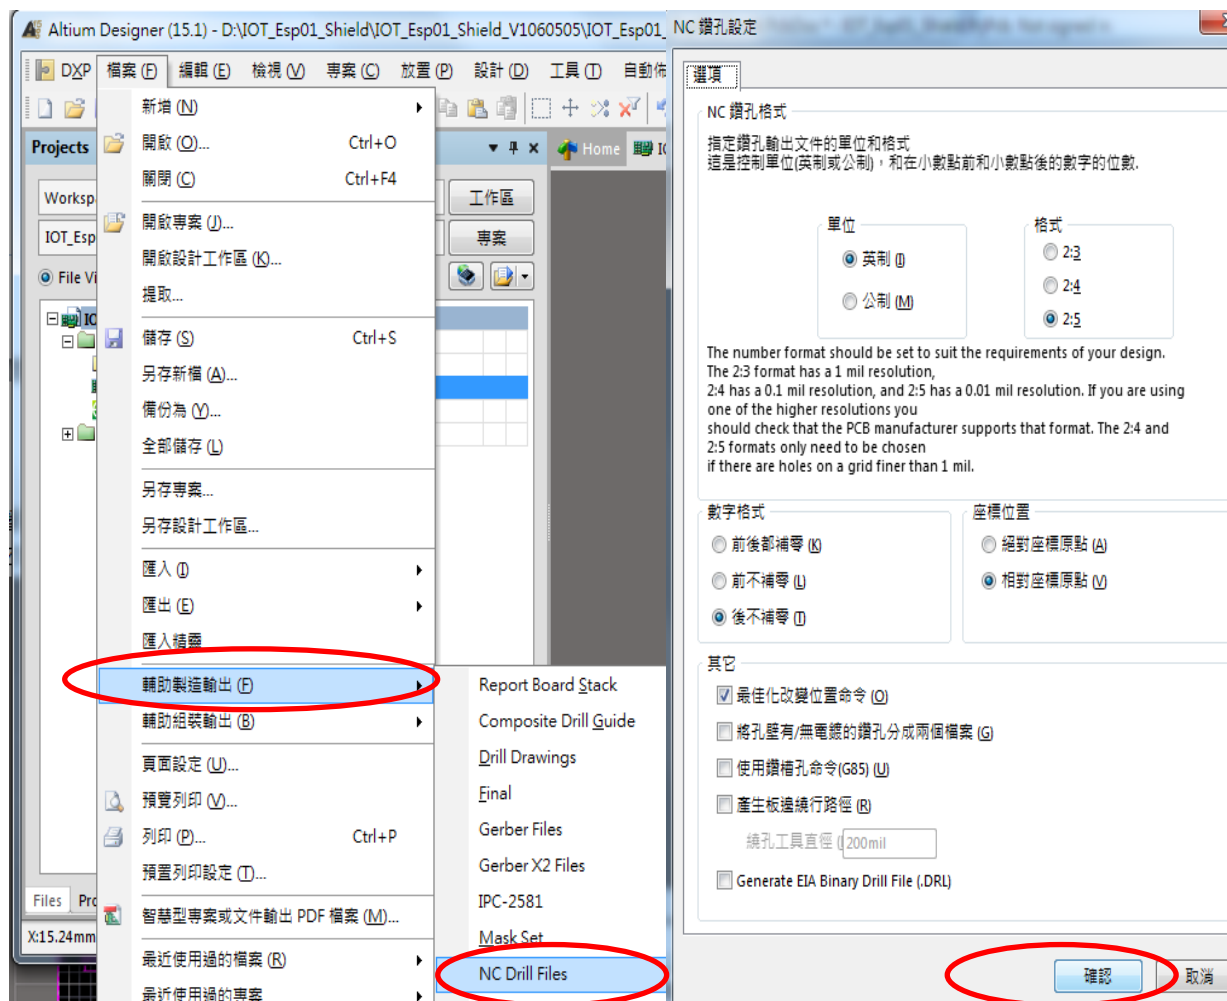 Altium Designer (15.1) - D:\IOT_Esp01_Shield\IOT_Esp01_Shield_V1060505\IOT_Esp01_
DXP 檔案 (F) 編輯 (E) 檢視 (V) 專案 (C) 放置 (P) 設計 (D) 工具 (T) 自動佈
Projects
Home
Worksp
工作區
IOT_Esp
專案
File Vi
新增 (N)
開啟 (O)... Ctrl+O
關閉 (C) Ctrl+F4
開啟專案 (J)...
開啟設計工作區 (K)...
提取...
儲存 (S) Ctrl+S
另存新檔 (A)...
備份為 (Y)...
全部儲存 (L)
另存專案...
另存設計工作區...
匯入 (I)
匯出 (E)
匯入精靈
輔助製造輸出 (F)
輔助組裝輸出 (B)
頁面設定 (U)...
預覽列印 (V)...
列印 (P)... Ctrl+P
預置列印設定 (T)...
智慧型專案或文件輸出 PDF 檔案 (M)...
最近使用過的檔案 (R)
最近使用過的專案
Report Board Stack
Composite Drill Guide
Drill Drawings
Final
Gerber Files
Gerber X2 Files
IPC-2581
Mask Set
NC Drill Files
Files
X:15.24mm
NC 鑽孔設定
選項
NC 鑽孔格式
指定鑽孔輸出文件的單位和格式
這是控制單位(英制或公制)，和在小數點前和小數點後的數字的位數.
單位
英制 (I)
公制 (M)
格式
2:3
2:4
2:5
The number format should be set to suit the requirements of your design.
The 2:3 format has a 1 mil resolution,
2:4 has a 0.1 mil resolution, and 2:5 has a 0.01 mil resolution. If you are using
one of the higher resolutions you
should check that the PCB manufacturer supports that format. The 2:4 and
2:5 formats only need to be chosen
if there are holes on a grid finer than 1 mil.
數字格式
前後都補零 (K)
前不補零 (L)
後不補零 (T)
座標位置
絕對座標原點 (A)
相對座標原點 (V)
其它
最佳化改變位置命令 (O)
將孔壁有/無電鍍的鑽孔分成兩個檔案 (G)
使用鑽槽孔命令(G85) (U)
產生板邊繞行路徑 (R)
繞孔工具直徑 ( 200mil
Generate EIA Binary Drill File (.DRL)
確認 取消